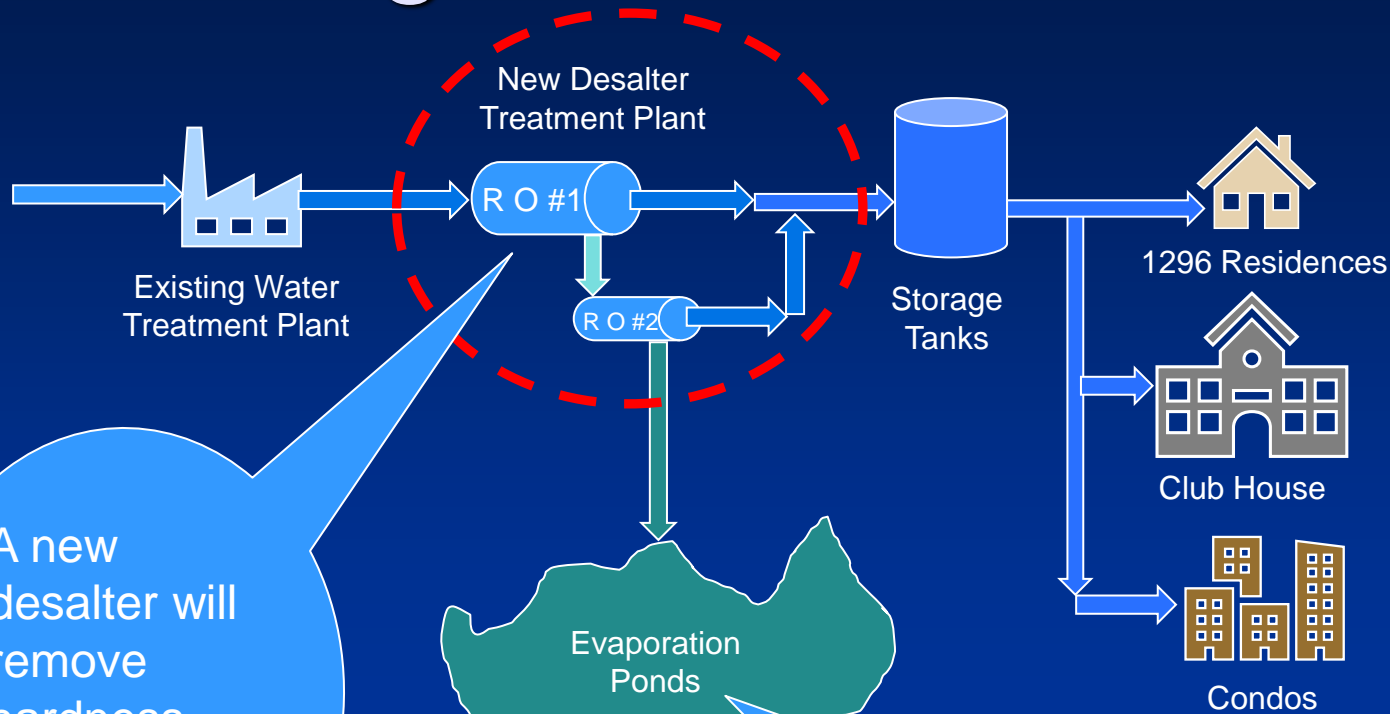 New Desalter
Treatment Plant
R O #1
Existing Water
Treatment Plant
R O #2
Storage
Tanks
1296 Residences
Club House
Condos
A new
desalter will
remove
hardness
Evaporation
Ponds